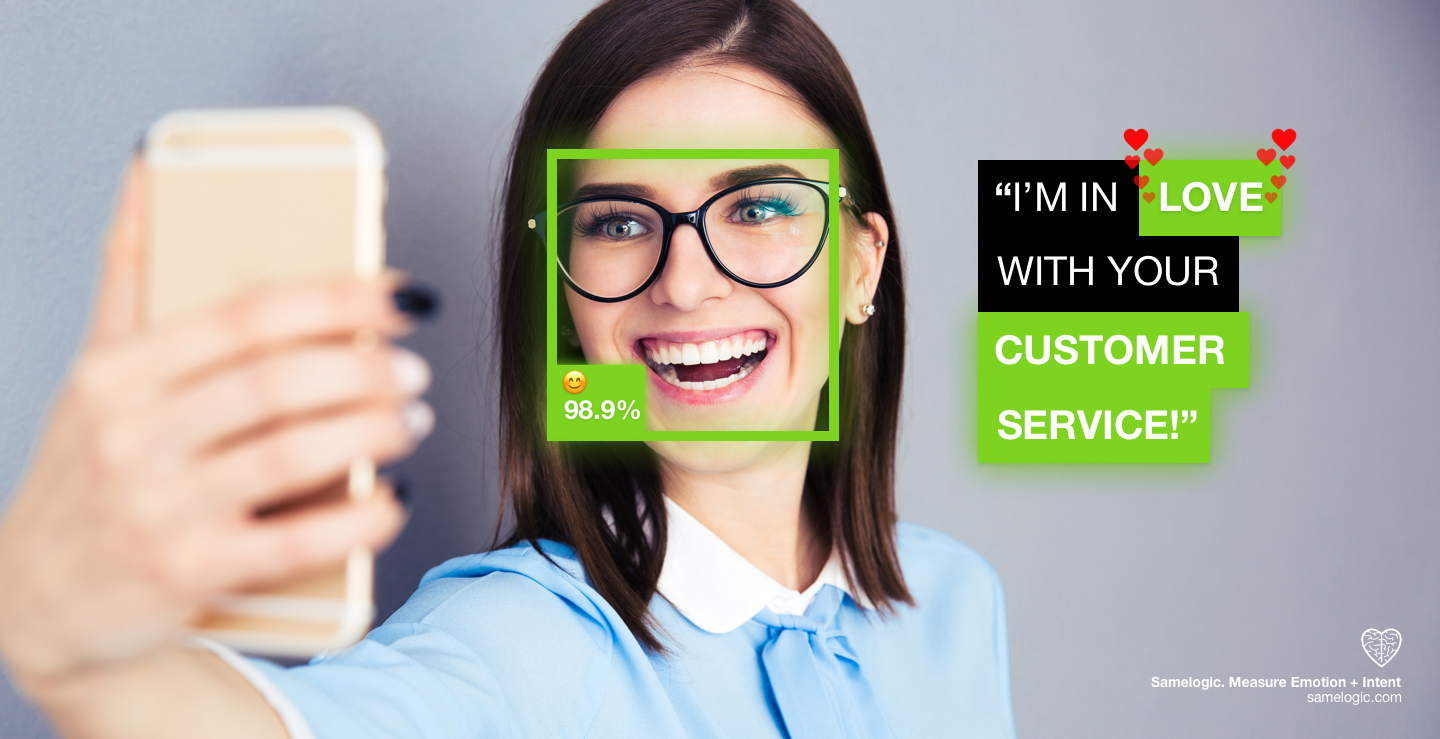 98.9%
“I’M IN LOVE
WITH YOUR
CUSTOMER
SERVICE!”
Samelogic. Measure Emotion + Intent
samelogic.com